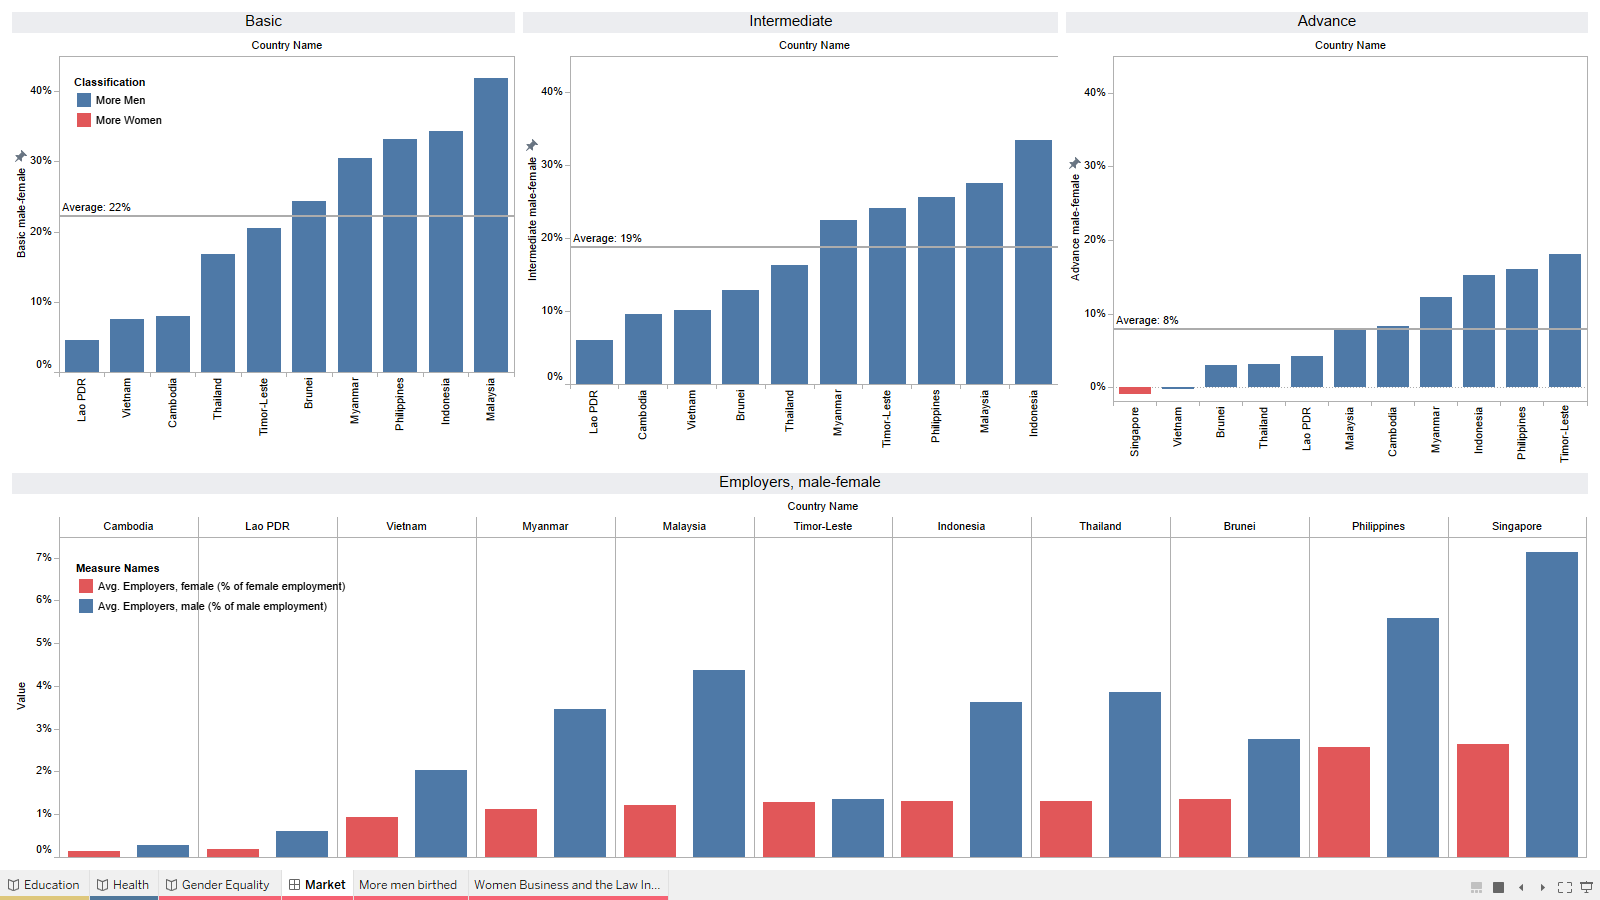 Basic
Intermediate
Advance
Country Name
Country Name
Country Name
Classification
More Men
More Women
Basic male-female
40%
30%
20%
10%
0%
Average: 22%
Lao PDR
Vietnam
Cambodia
Thailand
Timor-Leste
Brunei
Myanmar
Philippines
Indonesia
Malaysia
Intermediate male-female
40%
30%
20%
10%
0%
Average: 19%
Lao PDR
Cambodia
Vietnam
Brunei
Thailand
Myanmar
Timor-Leste
Philippines
Malaysia
Indonesia
Advance male-female
40%
30%
20%
10%
0%
Average: 8%
Singapore
Vietnam
Brunei
Thailand
Lao PDR
Malaysia
Cambodia
Myanmar
Indonesia
Philippines
Timor-Leste
Employers, male-female
Country Name
Cambodia
Lao PDR
Vietnam
Myanmar
Malaysia
Timor-Leste
Indonesia
Thailand
Brunei
Philippines
Singapore
Measure Names
Avg. Employers, female (% of female employment)
Avg. Employers, male (% of male employment)
Value
7%
6%
5%
4%
3%
2%
1%
0%
Education
Health
Gender Equality
Market
More men birthed
Women Business and the Law In...